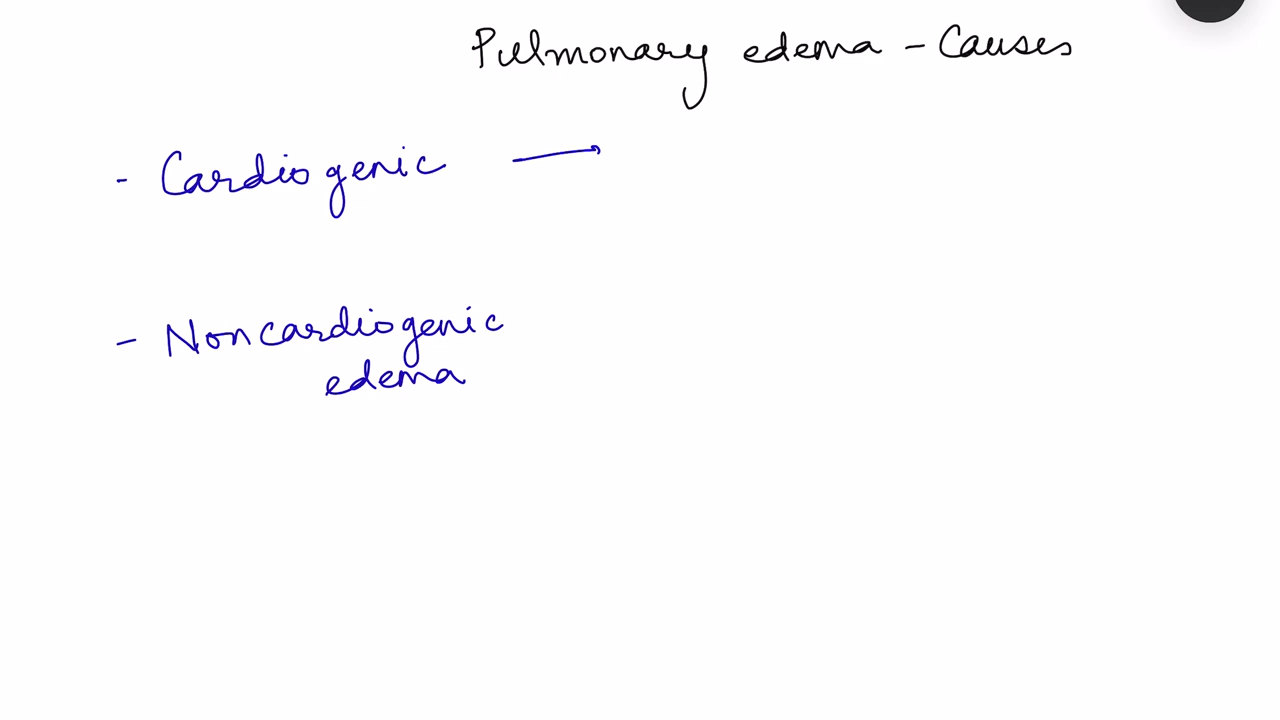 Pulmonary edema - Causes
- Cardiogenic →
- Noncardiogenic
edema